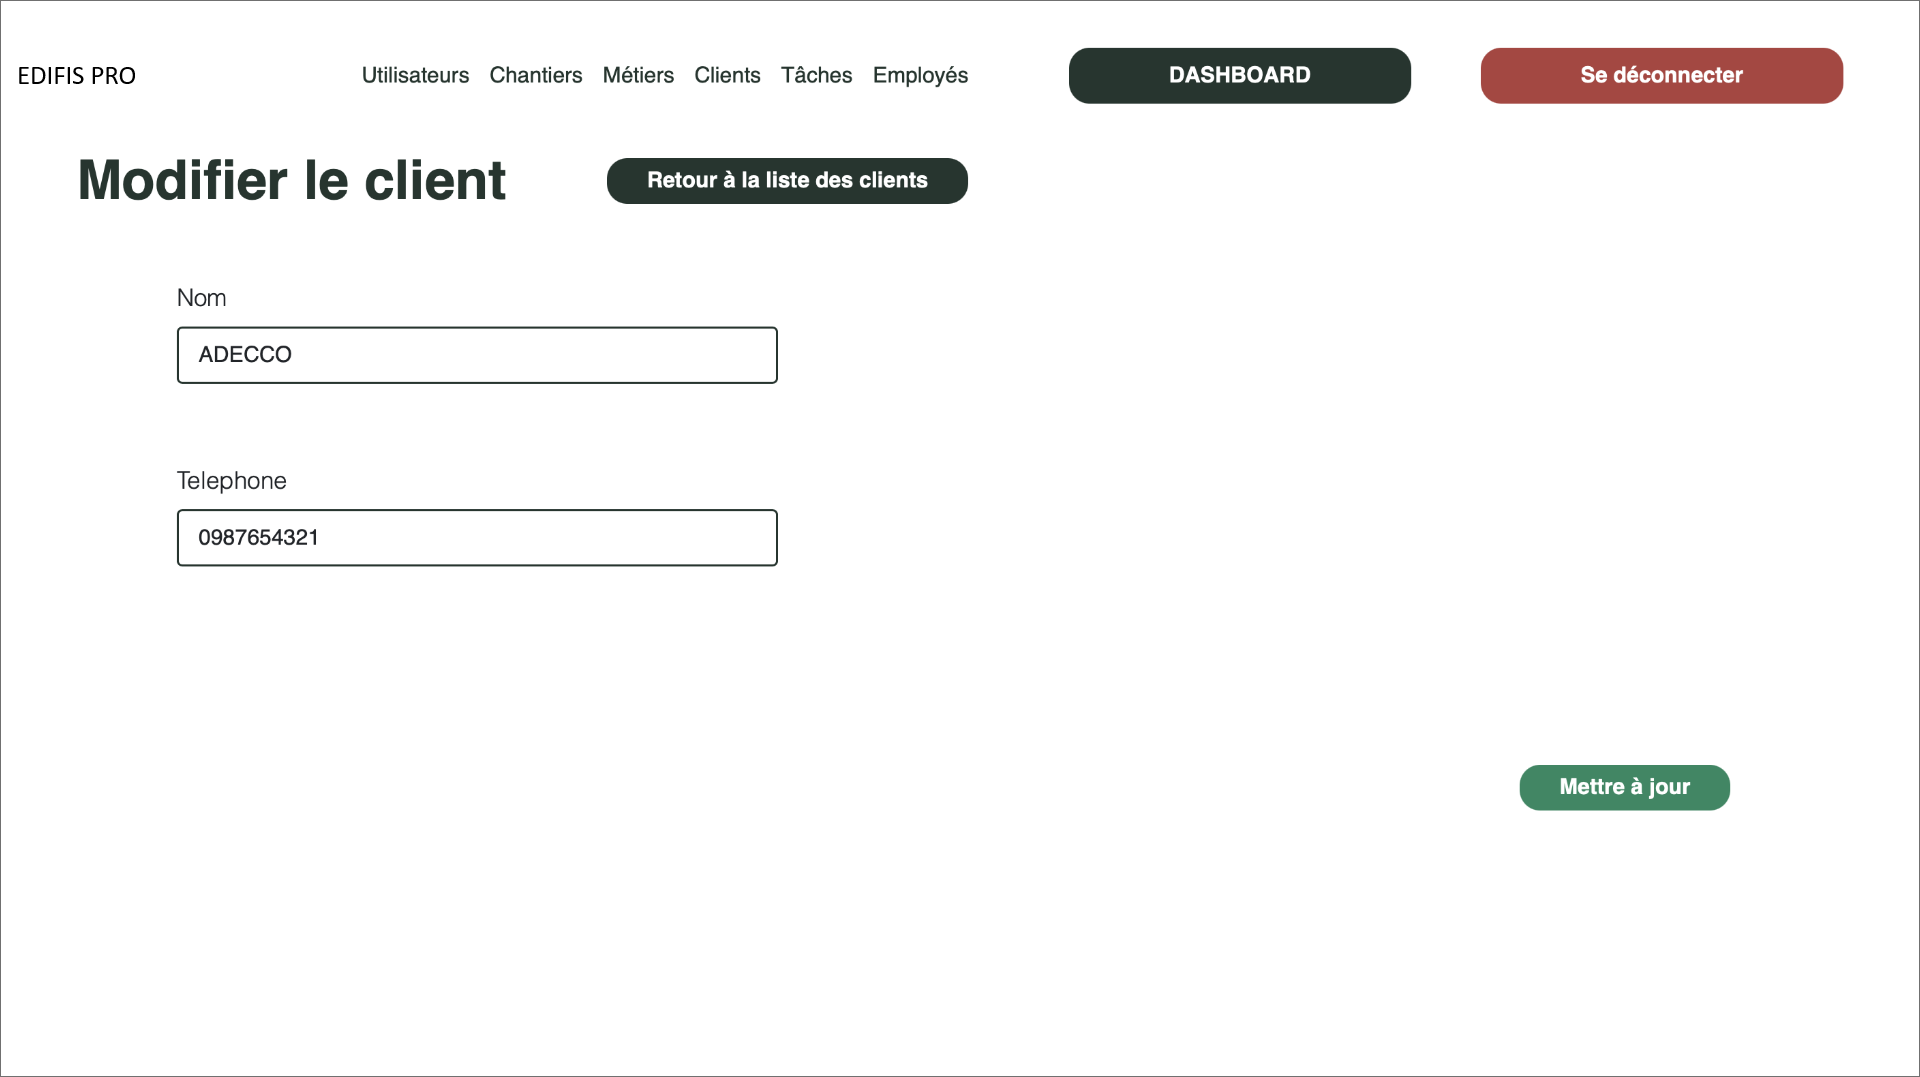 EDIFIS PRO
Utilisateurs Chantiers Métiers Clients Tâches Employés
DASHBOARD
Se déconnecter
Modifier le client
Retour à la liste des clients
Nom
ADECCO
Telephone
0987654321
Mettre à jour